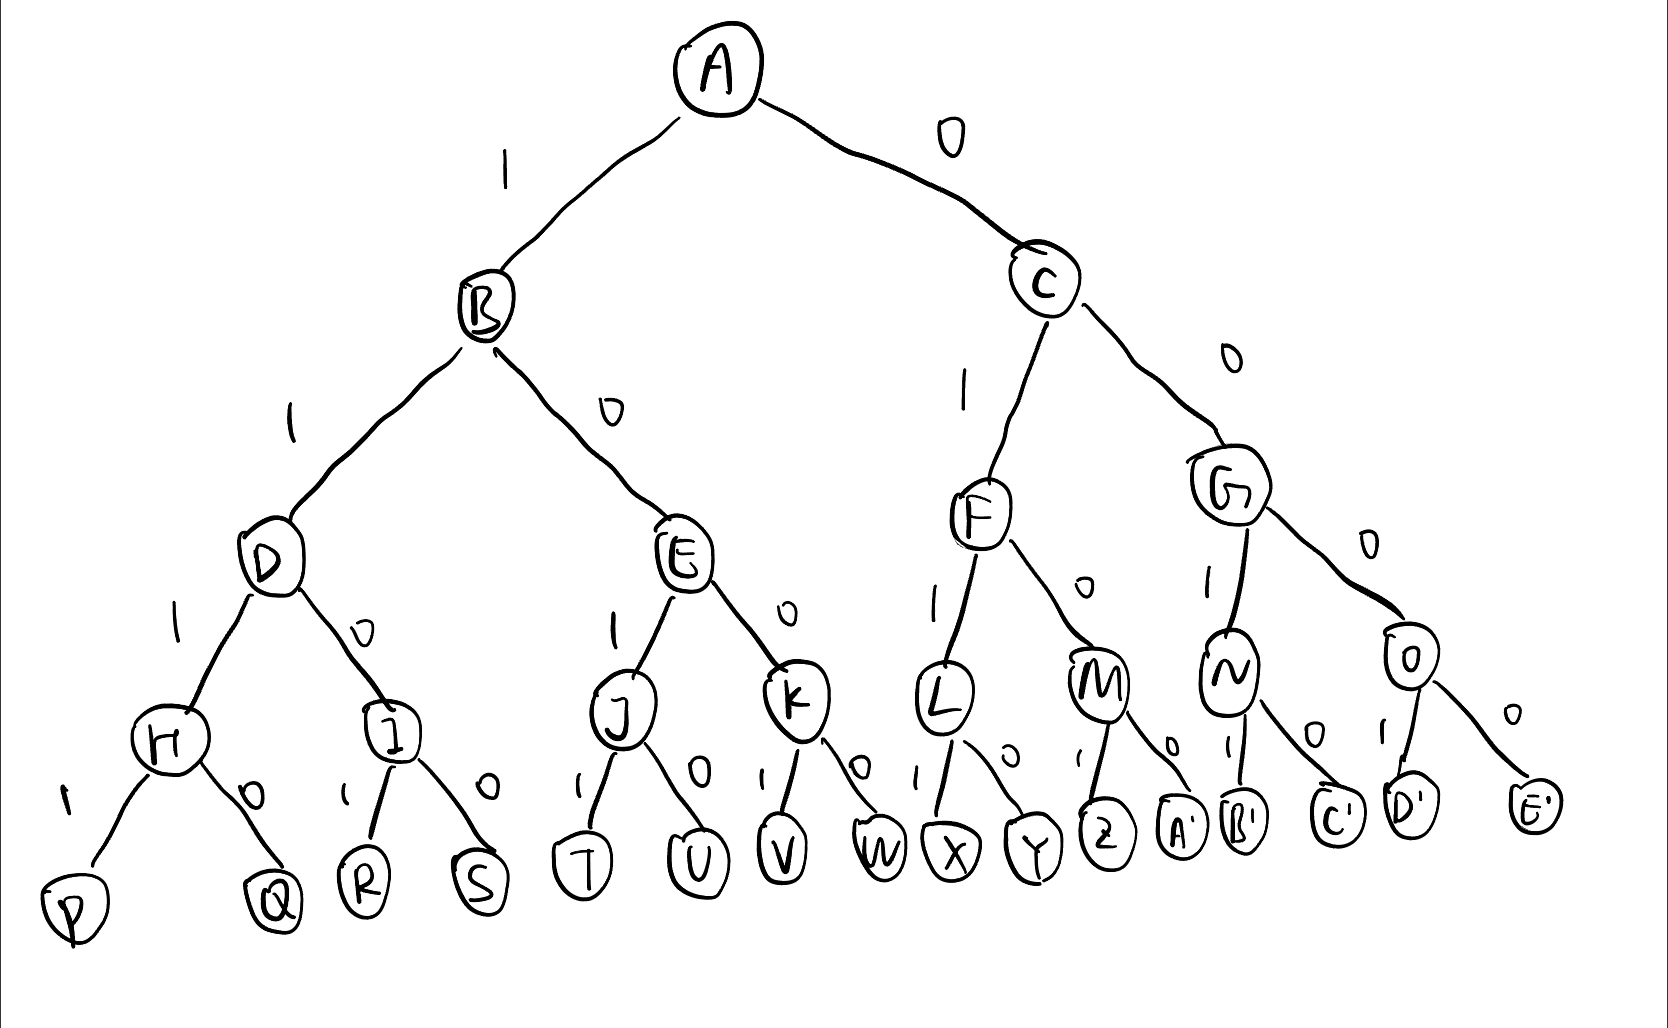 A
1 0
B C
1 0 1 0
D E F G
1 0 1 0 1 0 1 0
H I J K L M N O
1 0 1 0 1 0 1 0 1 0 1 0 1 0 1 0
P Q R S T U V W X Y Z A' B' C' D' E'